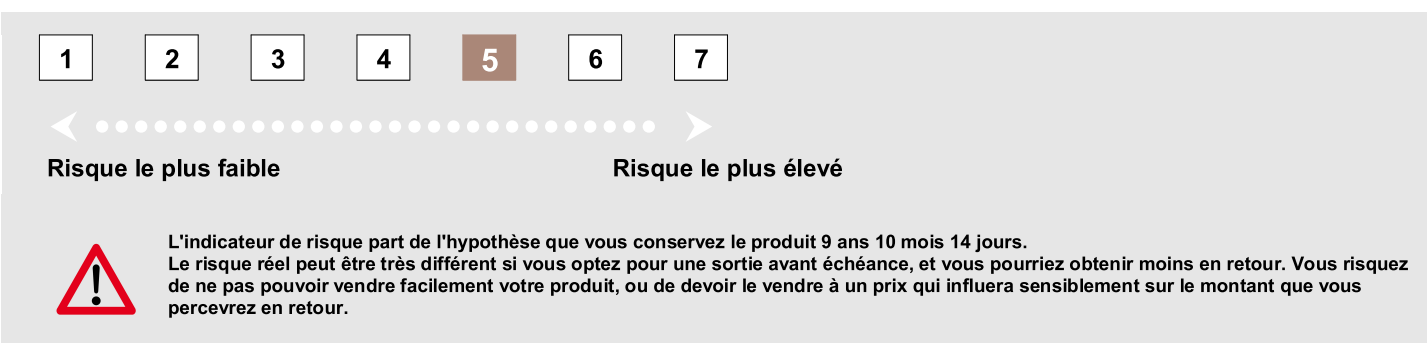 1 2 3 4 5 6 7
Risque le plus faible Risque le plus élevé
L'indicateur de risque part de l'hypothèse que vous conservez le produit 9 ans 10 mois 14 jours.
Le risque réel peut être très différent si vous optez pour une sortie avant échéance, et vous pourriez obtenir moins en retour. Vous risquez
de ne pas pouvoir vendre facilement votre produit, ou de devoir le vendre à un prix qui influera sensiblement sur le montant que vous
percevrez en retour.